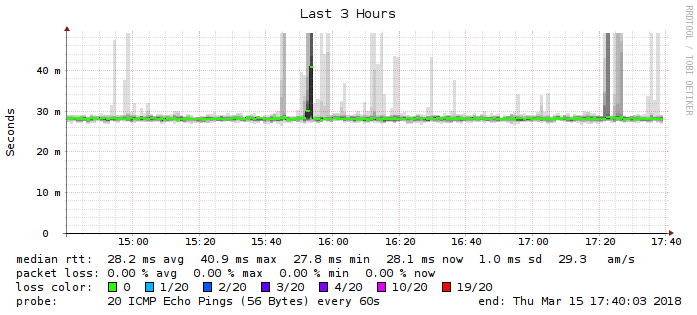 Last 3 Hours
RRDTOOL / TOBI OETIKER
Seconds
40 m
30 m
20 m
10 m
0
15:00 15:20 15:40 16:00 16:20 16:40 17:00 17:20 17:40
median rtt: 28.2 ms avg 40.9 ms max 27.8 ms min 28.1 ms now 1.0 ms sd 29.3 am/s
packet loss: 0.00 % avg 0.00 % max 0.00 % min 0.00 % now
loss color: 0 1/20 2/20 3/20 4/20 10/20 19/20
probe: 20 ICMP Echo Pings (56 Bytes) every 60s end: Thu Mar 15 17:40:03 2018